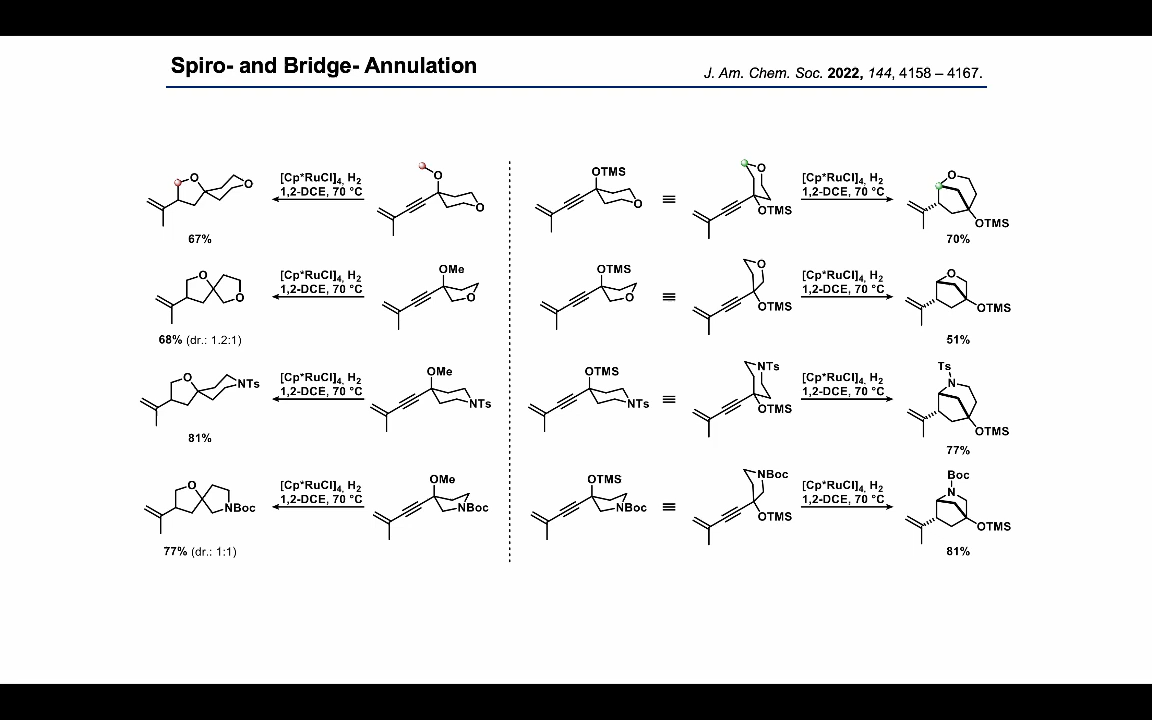 Spiro- and Bridge- Annulation
J. Am. Chem. Soc. 2022, 144, 4158 – 4167.
O
O
67%
[Cp*RuCl]4, H2
1,2-DCE, 70 °C
O
O
OTMS
O
≡
O
OTMS
[Cp*RuCl]4, H2
1,2-DCE, 70 °C
O
OTMS
70%
O
O
68% (dr.: 1.2:1)
[Cp*RuCl]4, H2
1,2-DCE, 70 °C
OMe
O
OTMS
O
≡
O
OTMS
[Cp*RuCl]4, H2
1,2-DCE, 70 °C
O
OTMS
51%
O
NTs
81%
[Cp*RuCl]4, H2
1,2-DCE, 70 °C
OMe
NTs
OTMS
NTs
≡
NTs
OTMS
[Cp*RuCl]4, H2
1,2-DCE, 70 °C
Ts
N
OTMS
77%
O
NBoc
77% (dr.: 1:1)
[Cp*RuCl]4, H2
1,2-DCE, 70 °C
OMe
NBoc
OTMS
NBoc
≡
NBoc
OTMS
[Cp*RuCl]4, H2
1,2-DCE, 70 °C
Boc
N
OTMS
81%